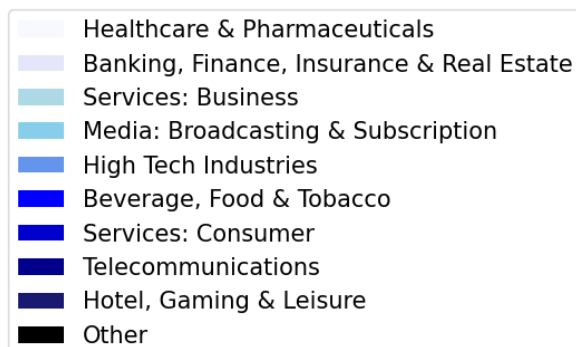 Healthcare & Pharmaceuticals
Banking, Finance, Insurance & Real Estate
Services: Business
Media: Broadcasting & Subscription
High Tech Industries
Beverage, Food & Tobacco
Services: Consumer
Telecommunications
Hotel, Gaming & Leisure
Other